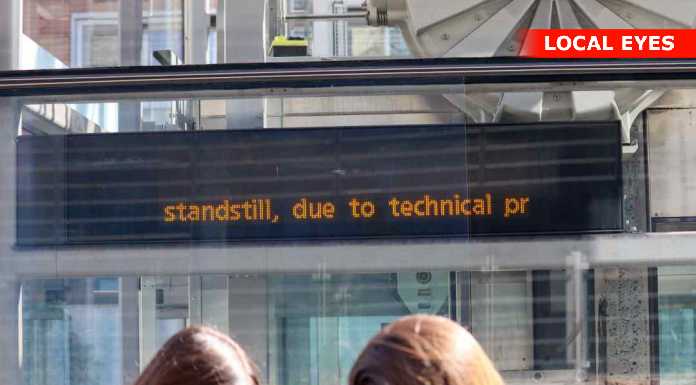 LOCAL EYES
standstill, due to technical pr